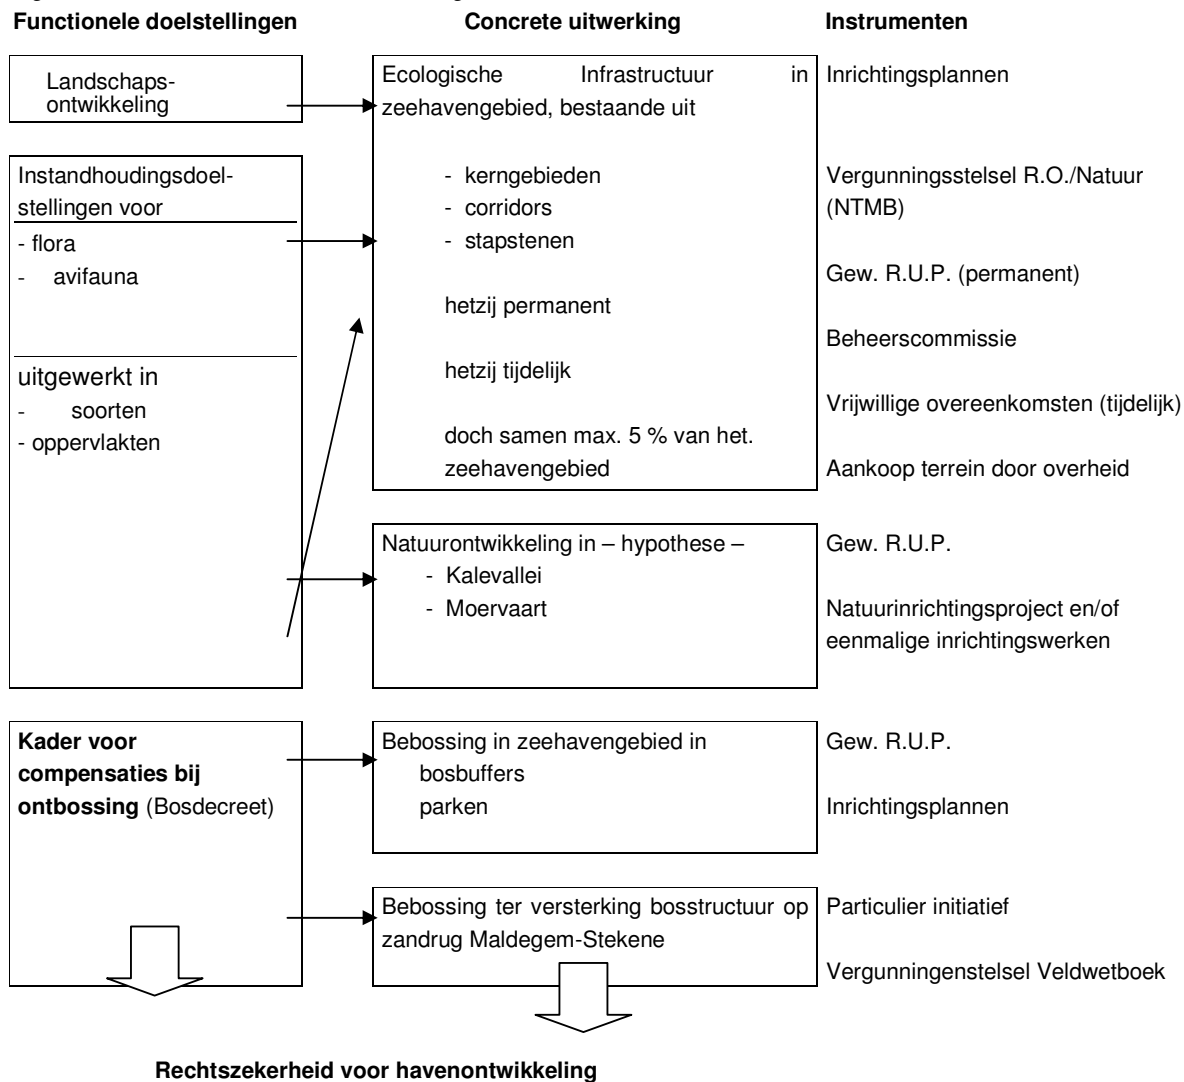 Functionele doelstellingen
Concrete uitwerking
Instrumenten
Landschaps-
ontwikkeling
Ecologische Infrastructuur in
zeehavengebied, bestaande uit
Inrichtingsplannen
Instandhoudingsdoel-
stellingen voor
- flora
- avifauna
uitgewerkt in
- soorten
- oppervlakten
- kerngebieden
- corridors
- stapstenen
hetzij permanent
hetzij tijdelijk
doch samen max. 5 % van het.
zeehavengebied
Vergunningsstelsel R.O./Natuur
(NTMB)
Gew. R.U.P. (permanent)
Beheerscommissie
Vrijwillige overeenkomsten (tijdelijk)
Aankoop terrein door overheid
Natuurontwikkeling in – hypothese –
- Kalevallei
- Moervaart
Gew. R.U.P.
Natuurinrichtingsproject en/of
eenmalige inrichtingswerken
Kader voor
compensaties bij
ontbossing (Bosdecreet)
Bebossing in zeehavengebied in
bosbuffers
parken
Gew. R.U.P.
Inrichtingsplannen
Bebossing ter versterking bosstructuur op
zandrug Maldegem-Stekene
Particulier initiatief
Vergunningenstelsel Veldwetboek
Rechtszekerheid voor havenontwikkeling